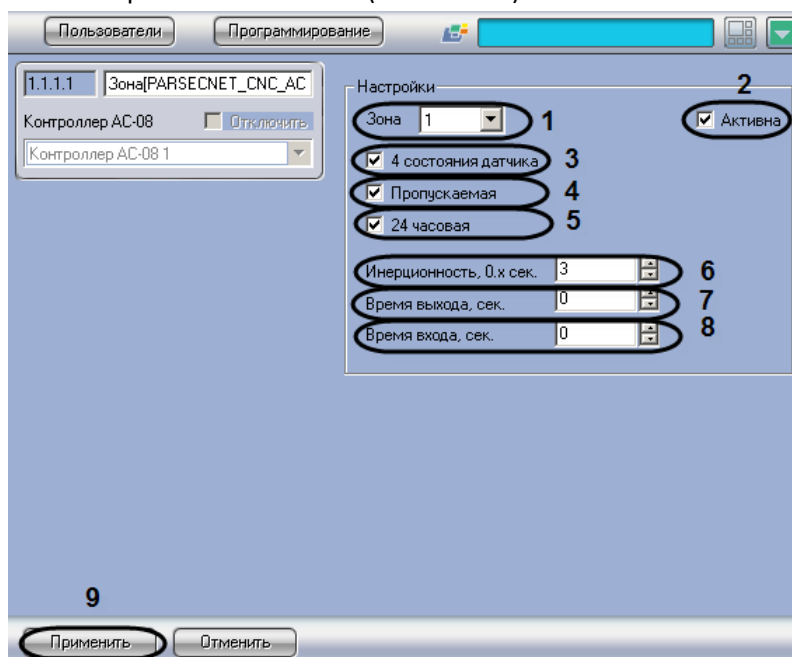 Пользователи Программирование
1.1.1.1 Зона[PARSECNET_CNC_AC
Контроллер AC-08 Отключить
Контроллер AC-08 1
Настройки
2
Зона 1 1 Активна
4 состояния датчика 3
Пропускаемая 4
24 часовая 5
Инерционность, 0.x сек. 3 6
Время выхода, сек. 0 7
Время входа, сек. 0 8
9
Применить Отменить